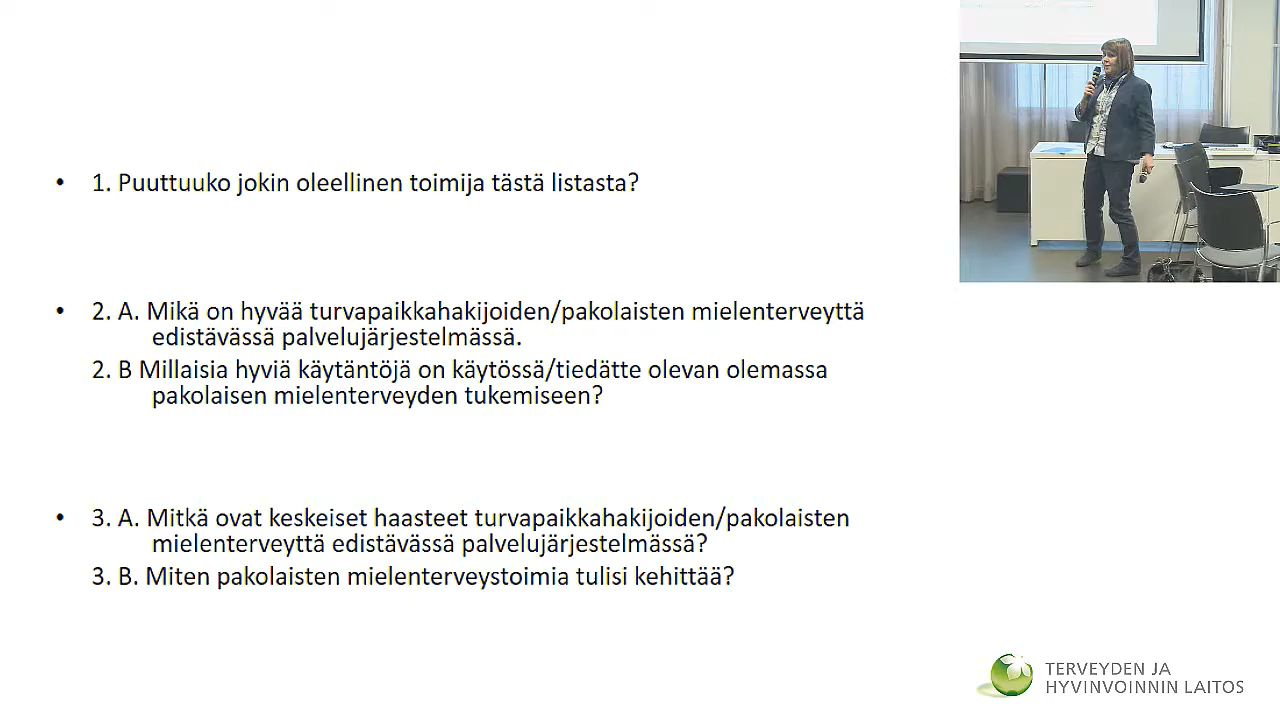 • 1. Puuttuuko jokin oleellinen toimija tästä listasta?
• 2. A. Mikä on hyvää turvapaikkahakijoiden/pakolaisten mielenterveyttä
edistävässä palvelujärjestelmässä.
2. B Millaisia hyviä käytäntöjä on käytössä/tiedätte olevan olemassa
pakolaisen mielenterveyden tukemiseen?
• 3. A. Mitkä ovat keskeiset haasteet turvapaikkahakijoiden/pakolaisten
mielenterveyttä edistävässä palvelujärjestelmässä?
3. B. Miten pakolaisten mielenterveystoimia tulisi kehittää?
TERVEYDEN JA
HYVINVOINNIN LAITOS